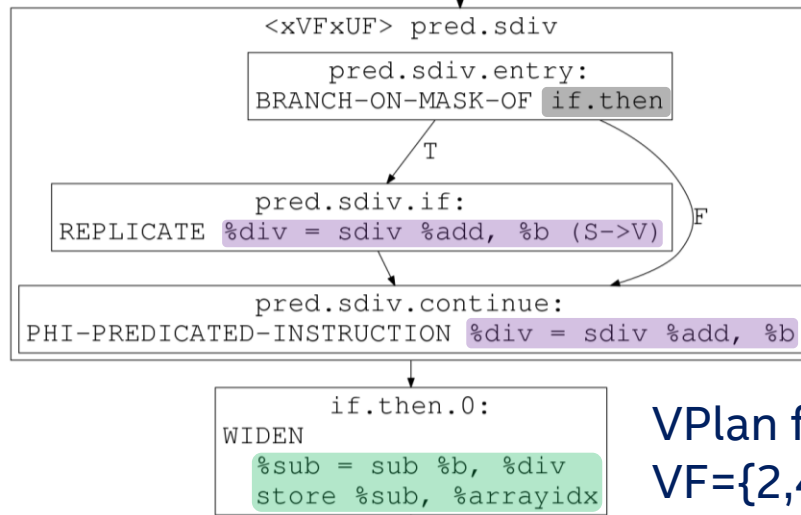 <xVFxUF> pred.sdiv
pred.sdiv.entry:
BRANCH-ON-MASK-OF if.then
T
pred.sdiv.if:
REPLICATE %div = sdiv %add, %b (S->V)
F
pred.sdiv.continue:
PHI-PREDICATED-INSTRUCTION %div = sdiv %add, %b
if.then.0:
WIDEN
%sub = sub %b, %div
store %sub, %arrayidx
VPlan f
VF={2,4